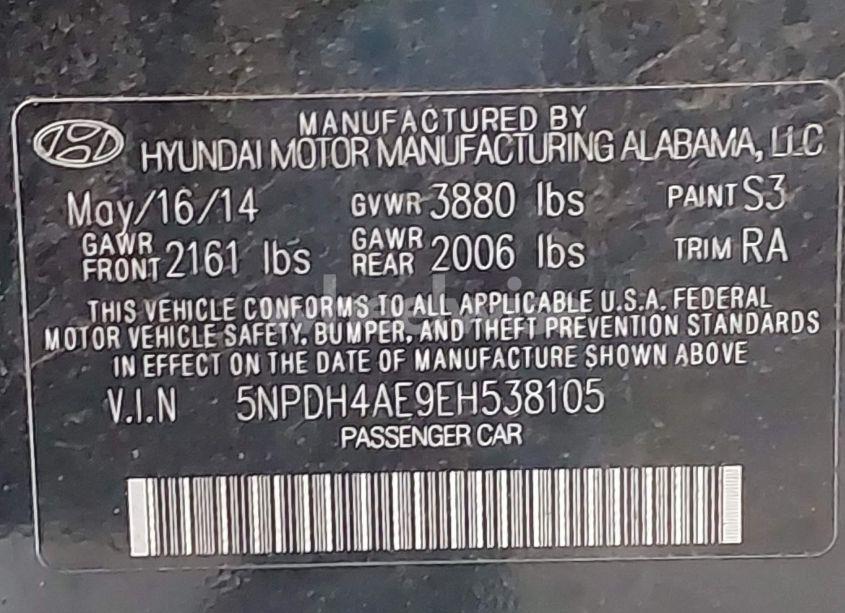 MANUFACTURED BY
HYUNDAI MOTOR MANUFACTURING ALABAMA, LLC
May/16/14 GVWR 3880 lbs PAINT S3
GAWR FRONT 2161 lbs GAWR REAR 2006 lbs TRIM RA
THIS VEHICLE CONFORMS TO ALL APPLICABLE U.S.A. FEDERAL
MOTOR VEHICLE SAFETY, BUMPER, AND THEFT PREVENTION STANDARDS
IN EFFECT ON THE DATE OF MANUFACTURE SHOWN ABOVE
V.I.N 5NPDH4AE9EH538105
PASSENGER CAR